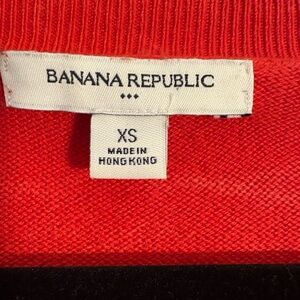 BANANA REPUBLIC
XS
MADE IN
HONG KONG